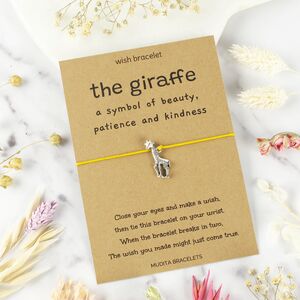 wish bracelet
the giraffe
a symbol of beauty,
patience and kindness
Close your eyes and make a wish,
then tie this bracelet on your wrist.
When the bracelet breaks in two,
The wish you made might just come true.
MUDITA BRACELETS